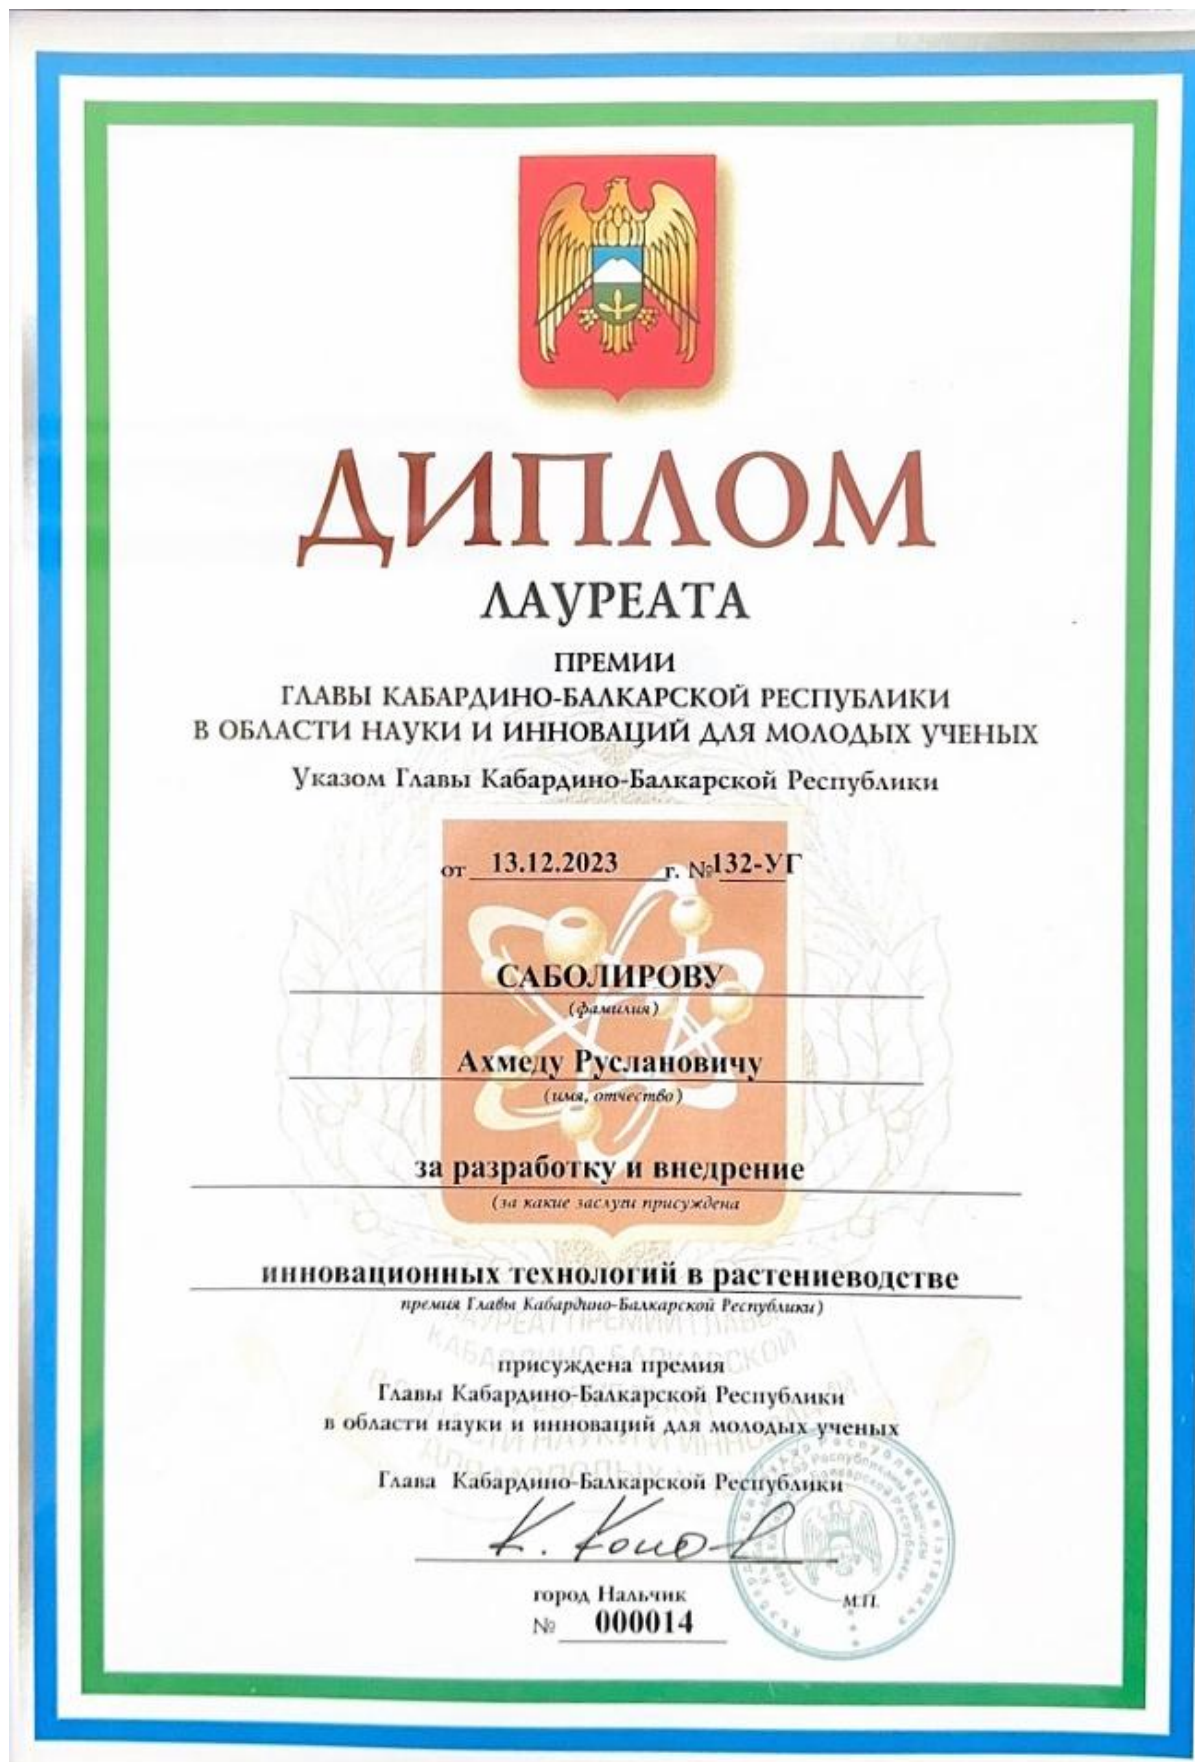 ДИПЛОМ
ЛАУРЕАТА
ПРЕМИИ
ГЛАВЫ КАБАРДИНО-БАЛКАРСКОЙ РЕСПУБЛИКИ
В ОБЛАСТИ НАУКИ И ИННОВАЦИЙ ДЛЯ МОЛОДЫХ УЧЕНЫХ
Указом Главы Кабардино-Балкарской Республики
от 13.12.2023 г. №132-УГ
САБОЛИРОВУ
(фамилия)
Ахмеду Руслановичу
(имя, отчество)
за разработку и внедрение
(за какие заслуги присуждена
инновационных технологий в растениеводстве
премия Главы Кабардино-Балкарской Республики)
присуждена премия
Главы Кабардино-Балкарской Республики
в области науки и инноваций для молодых ученых
Глава Кабардино-Балкарской Республики
К. Коков
город Нальчик
М.П.
№ 000014